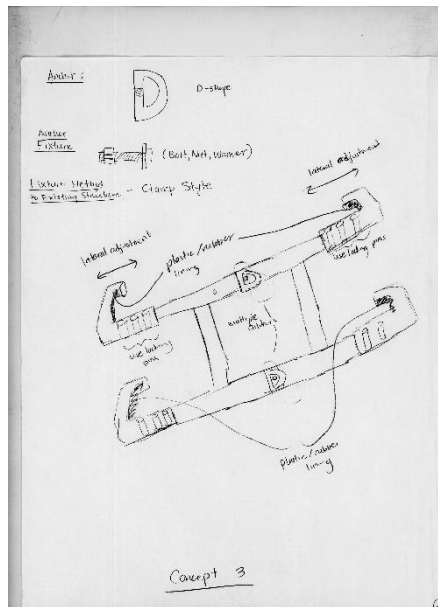 Anchor:
D-shape
Anchor
Fixture
(Bolt, Nut, Washer)
Fixture Method
to Existing Structure - Clamp Style
lateral adjustment
lateral adjustment
plastic/rubber
lining
use locking
pins
use locking
pins
multiple
plastic/rubber
lining
Concept 3